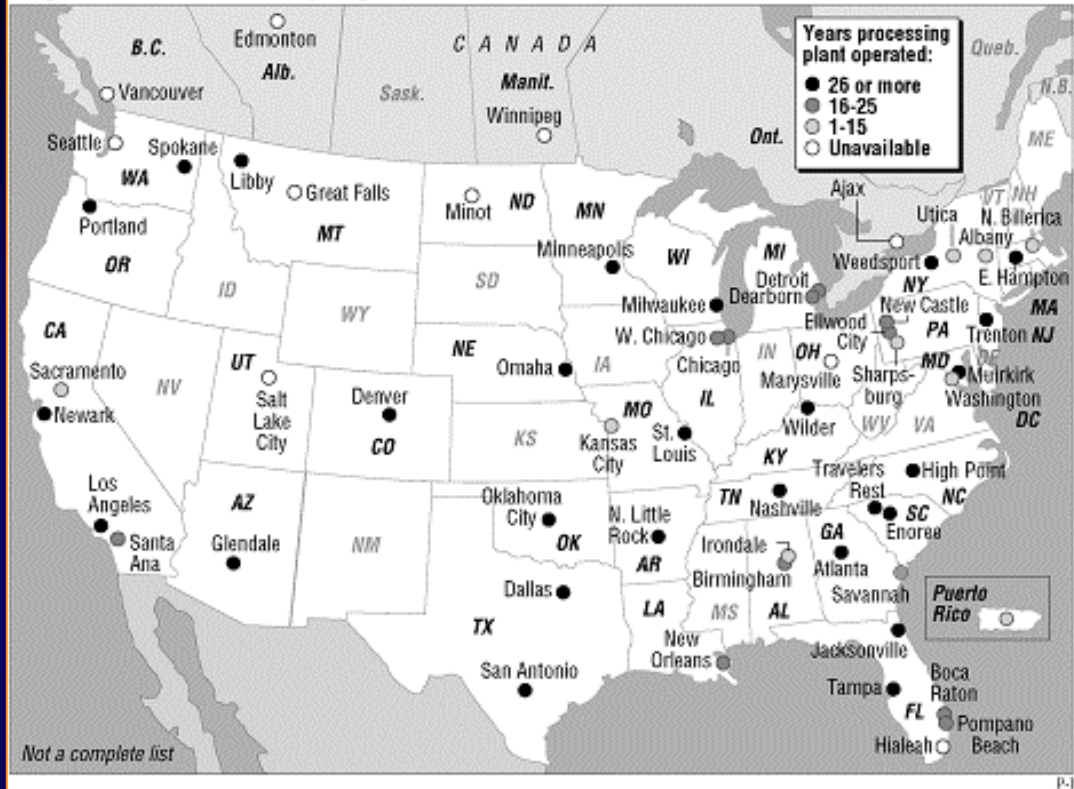 B.C.
Edmonton
Alb.
C A N A D A
Sask.
Manit.
Winnipeg
Ont.
Queb.
N.B.
Years processing
plant operated:
26 or more
16-25
1-15
Unavailable
Vancouver
Seattle
Spokane
WA
Libby
Great Falls
MT
Minot
ND
MN
Portland
OR
ID
WY
SD
Minneapolis
WI
MI
Detroit
Dearborn
Milwaukee
W. Chicago
Chicago
Ajax
Utica
VT
NH
ME
N. Billerica
Albany
Weedsport
E. Hampton
NY
MA
New Castle
Ellwood
City
PA
Trenton
NJ
Sharps-
burg
MD
DE
Muirkirk
Washington
DC
CA
Sacramento
Newark
NV
UT
Salt
Lake
City
Denver
CO
NE
Omaha
IA
KS
MO
Kansas
City
St.
Louis
IL
IN
OH
Marysville
Wilder
WV
VA
KY
Los
Angeles
Santa
Ana
AZ
Glendale
NM
Oklahoma
City
OK
N. Little
Rock
AR
TN
Nashville
Travelers
Rest
High Point
NC
SC
Enoree
GA
Atlanta
Savannah
Irondale
Birmingham
AL
MS
LA
New
Orleans
Dallas
TX
San Antonio
Puerto
Rico
Jacksonville
Tampa
FL
Boca
Raton
Pompano
Beach
Hialeah
Not a complete list
P-I